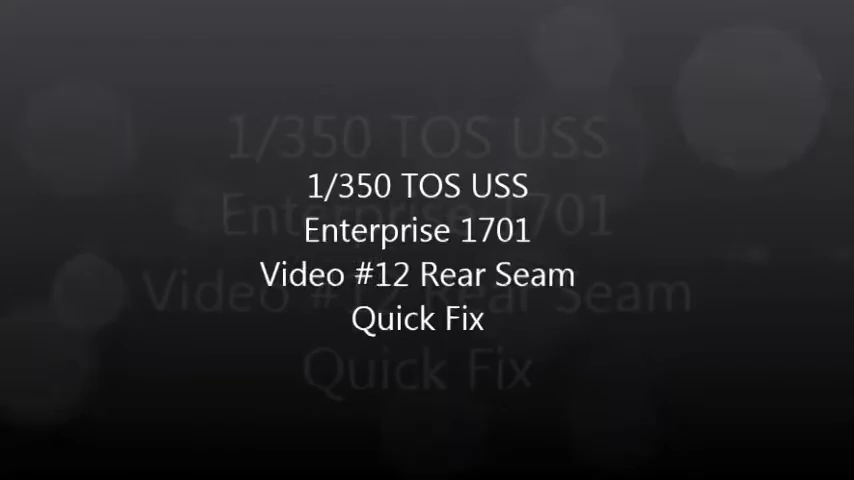 1/350 TOS USS
Enterprise 1701
Video #12 Rear Seam
Quick Fix